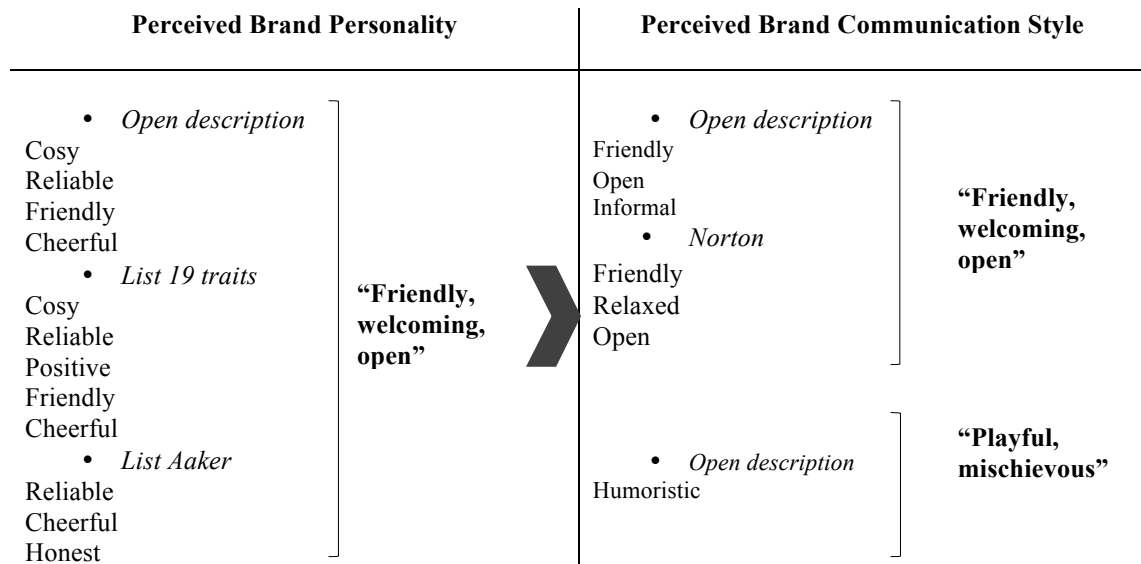 Perceived Brand Personality
Perceived Brand Communication Style
• Open description
Cosy
Reliable
Friendly
Cheerful
• List 19 traits
Cosy
Reliable
Positive
Friendly
Cheerful
• List Aaker
Reliable
Cheerful
Honest
“Friendly,
welcoming,
open”
• Open description
Friendly
Open
Informal
• Norton
Friendly
Relaxed
Open
“Friendly,
welcoming,
open”
• Open description
Humoristic
“Playful,
mischievous”